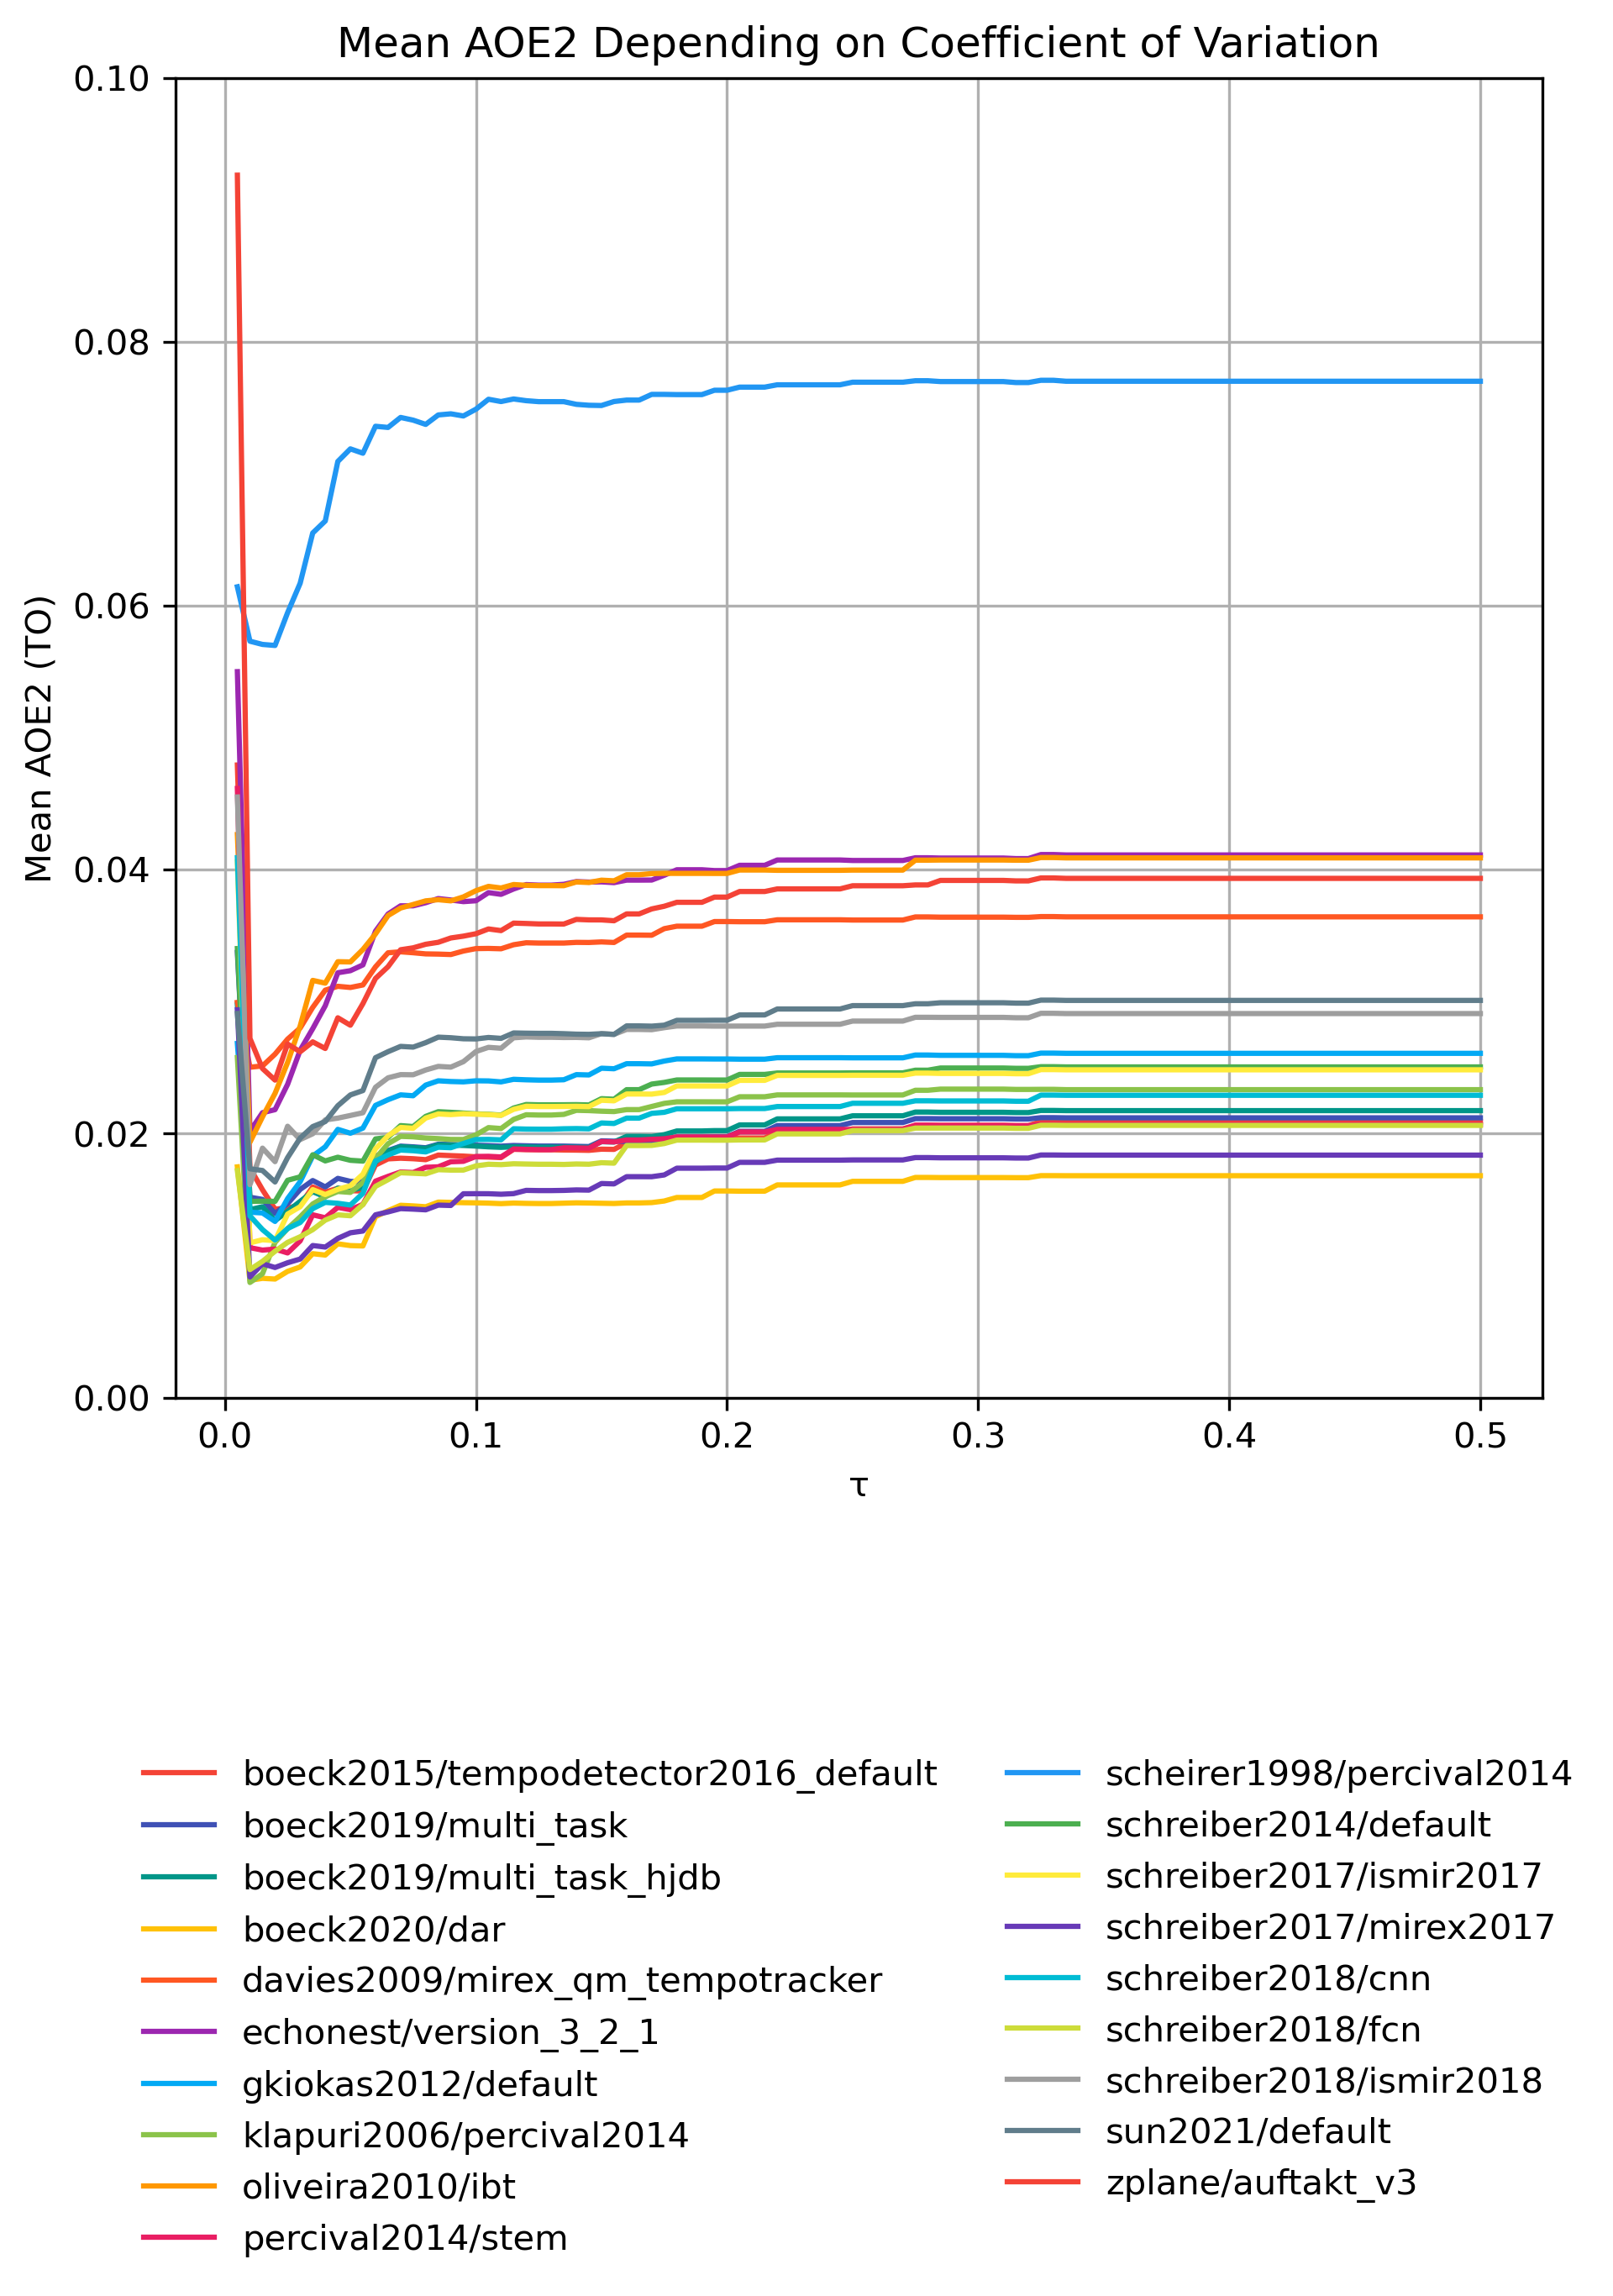 Mean AOE2 Depending on Coefficient of Variation
0.10
0.08
0.06
0.04
0.02
0.00
Mean AOE2 (TO)
0.0 0.1 0.2 0.3 0.4 0.5
τ
boeck2015/tempodetector2016_default
boeck2019/multi_task
boeck2019/multi_task_hjdb
boeck2020/dar
davies2009/mirex_qm_tempotracker
echonest/version_3_2_1
gkiokas2012/default
klapuri2006/percival2014
oliveira2010/ibt
percival2014/stem
scheirer1998/percival2014
schreiber2014/default
schreiber2017/ismir2017
schreiber2017/mirex2017
schreiber2018/cnn
schreiber2018/fcn
schreiber2018/ismir2018
sun2021/default
zplane/auftakt_v3